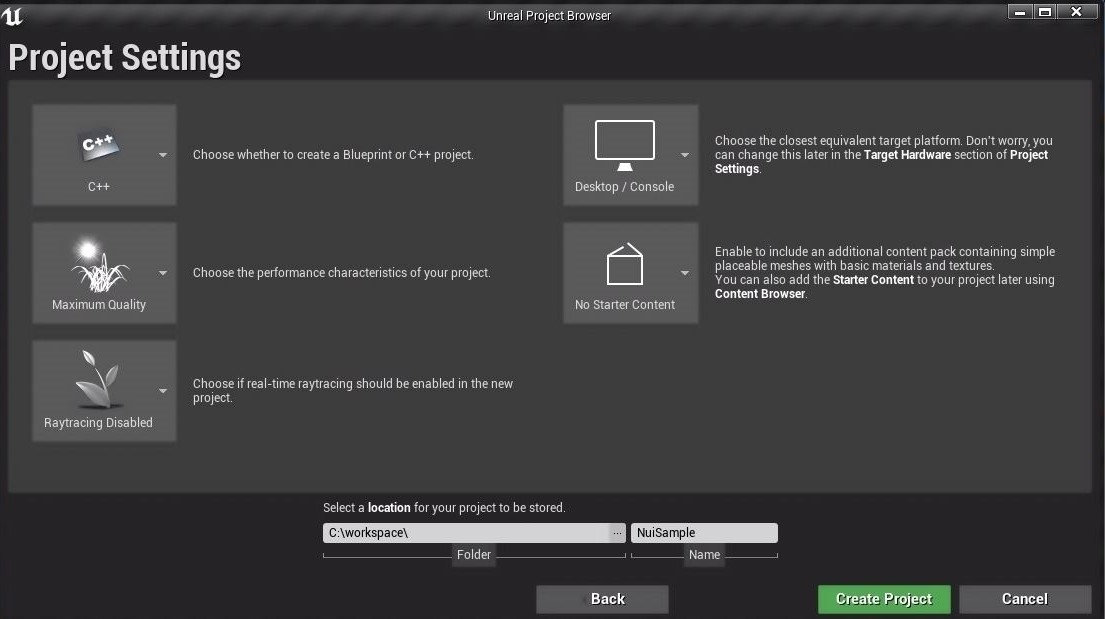 Unreal Project Browser
Project Settings
C++
C++
Choose whether to create a Blueprint or C++ project.
Desktop / Console
Choose the closest equivalent target platform. Don't worry, you
can change this later in the Target Hardware section of Project
Settings.
Maximum Quality
Choose the performance characteristics of your project.
No Starter Content
Enable to include an additional content pack containing simple
placeable meshes with basic materials and textures.
You can also add the Starter Content to your project later using
Content Browser.
Raytracing Disabled
Choose if real-time raytracing should be enabled in the new
project.
Select a location for your project to be stored.
C:\workspace\ ...
NuiSample
Folder
Name
Back
Create Project
Cancel